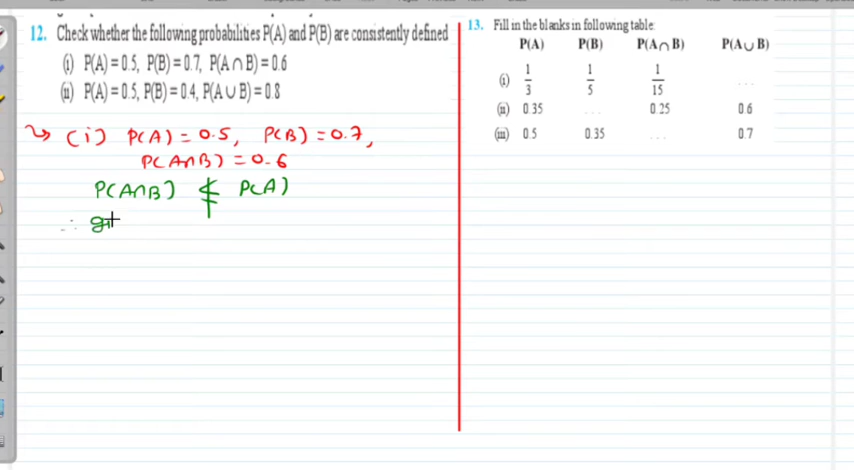 12. Check whether the following probabilities P(A) and P(B) are consistently defined
(i) P(A) = 0.5, P(B) = 0.7, P(A ∩ B) = 0.6
(ii) P(A) = 0.5, P(B) = 0.4, P(A ∪ B) = 0.8
(i) P(A) = 0.5, P(B) = 0.7,
P(A∩B) = 0.6
P(A∩B) ≮ P(A)
∴
13. Fill in the blanks in following table:
P(A) P(B) P(A ∩ B) P(A ∪ B)
(i) 1/3 1/5 1/15 ...
(ii) 0.35 ... 0.25 0.6
(iii) 0.5 0.35 ... 0.7